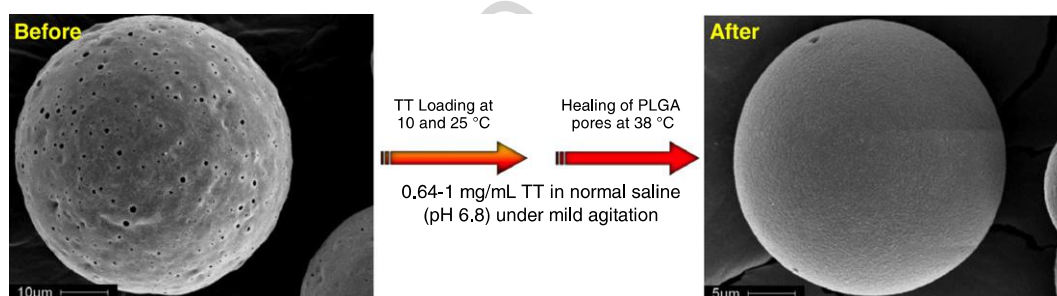 Before
TT Loading at
10 and 25 °C
Healing of PLGA
pores at 38 °C
0.64-1 mg/mL TT in normal saline
(pH 6.8) under mild agitation
After
10µm
5µm